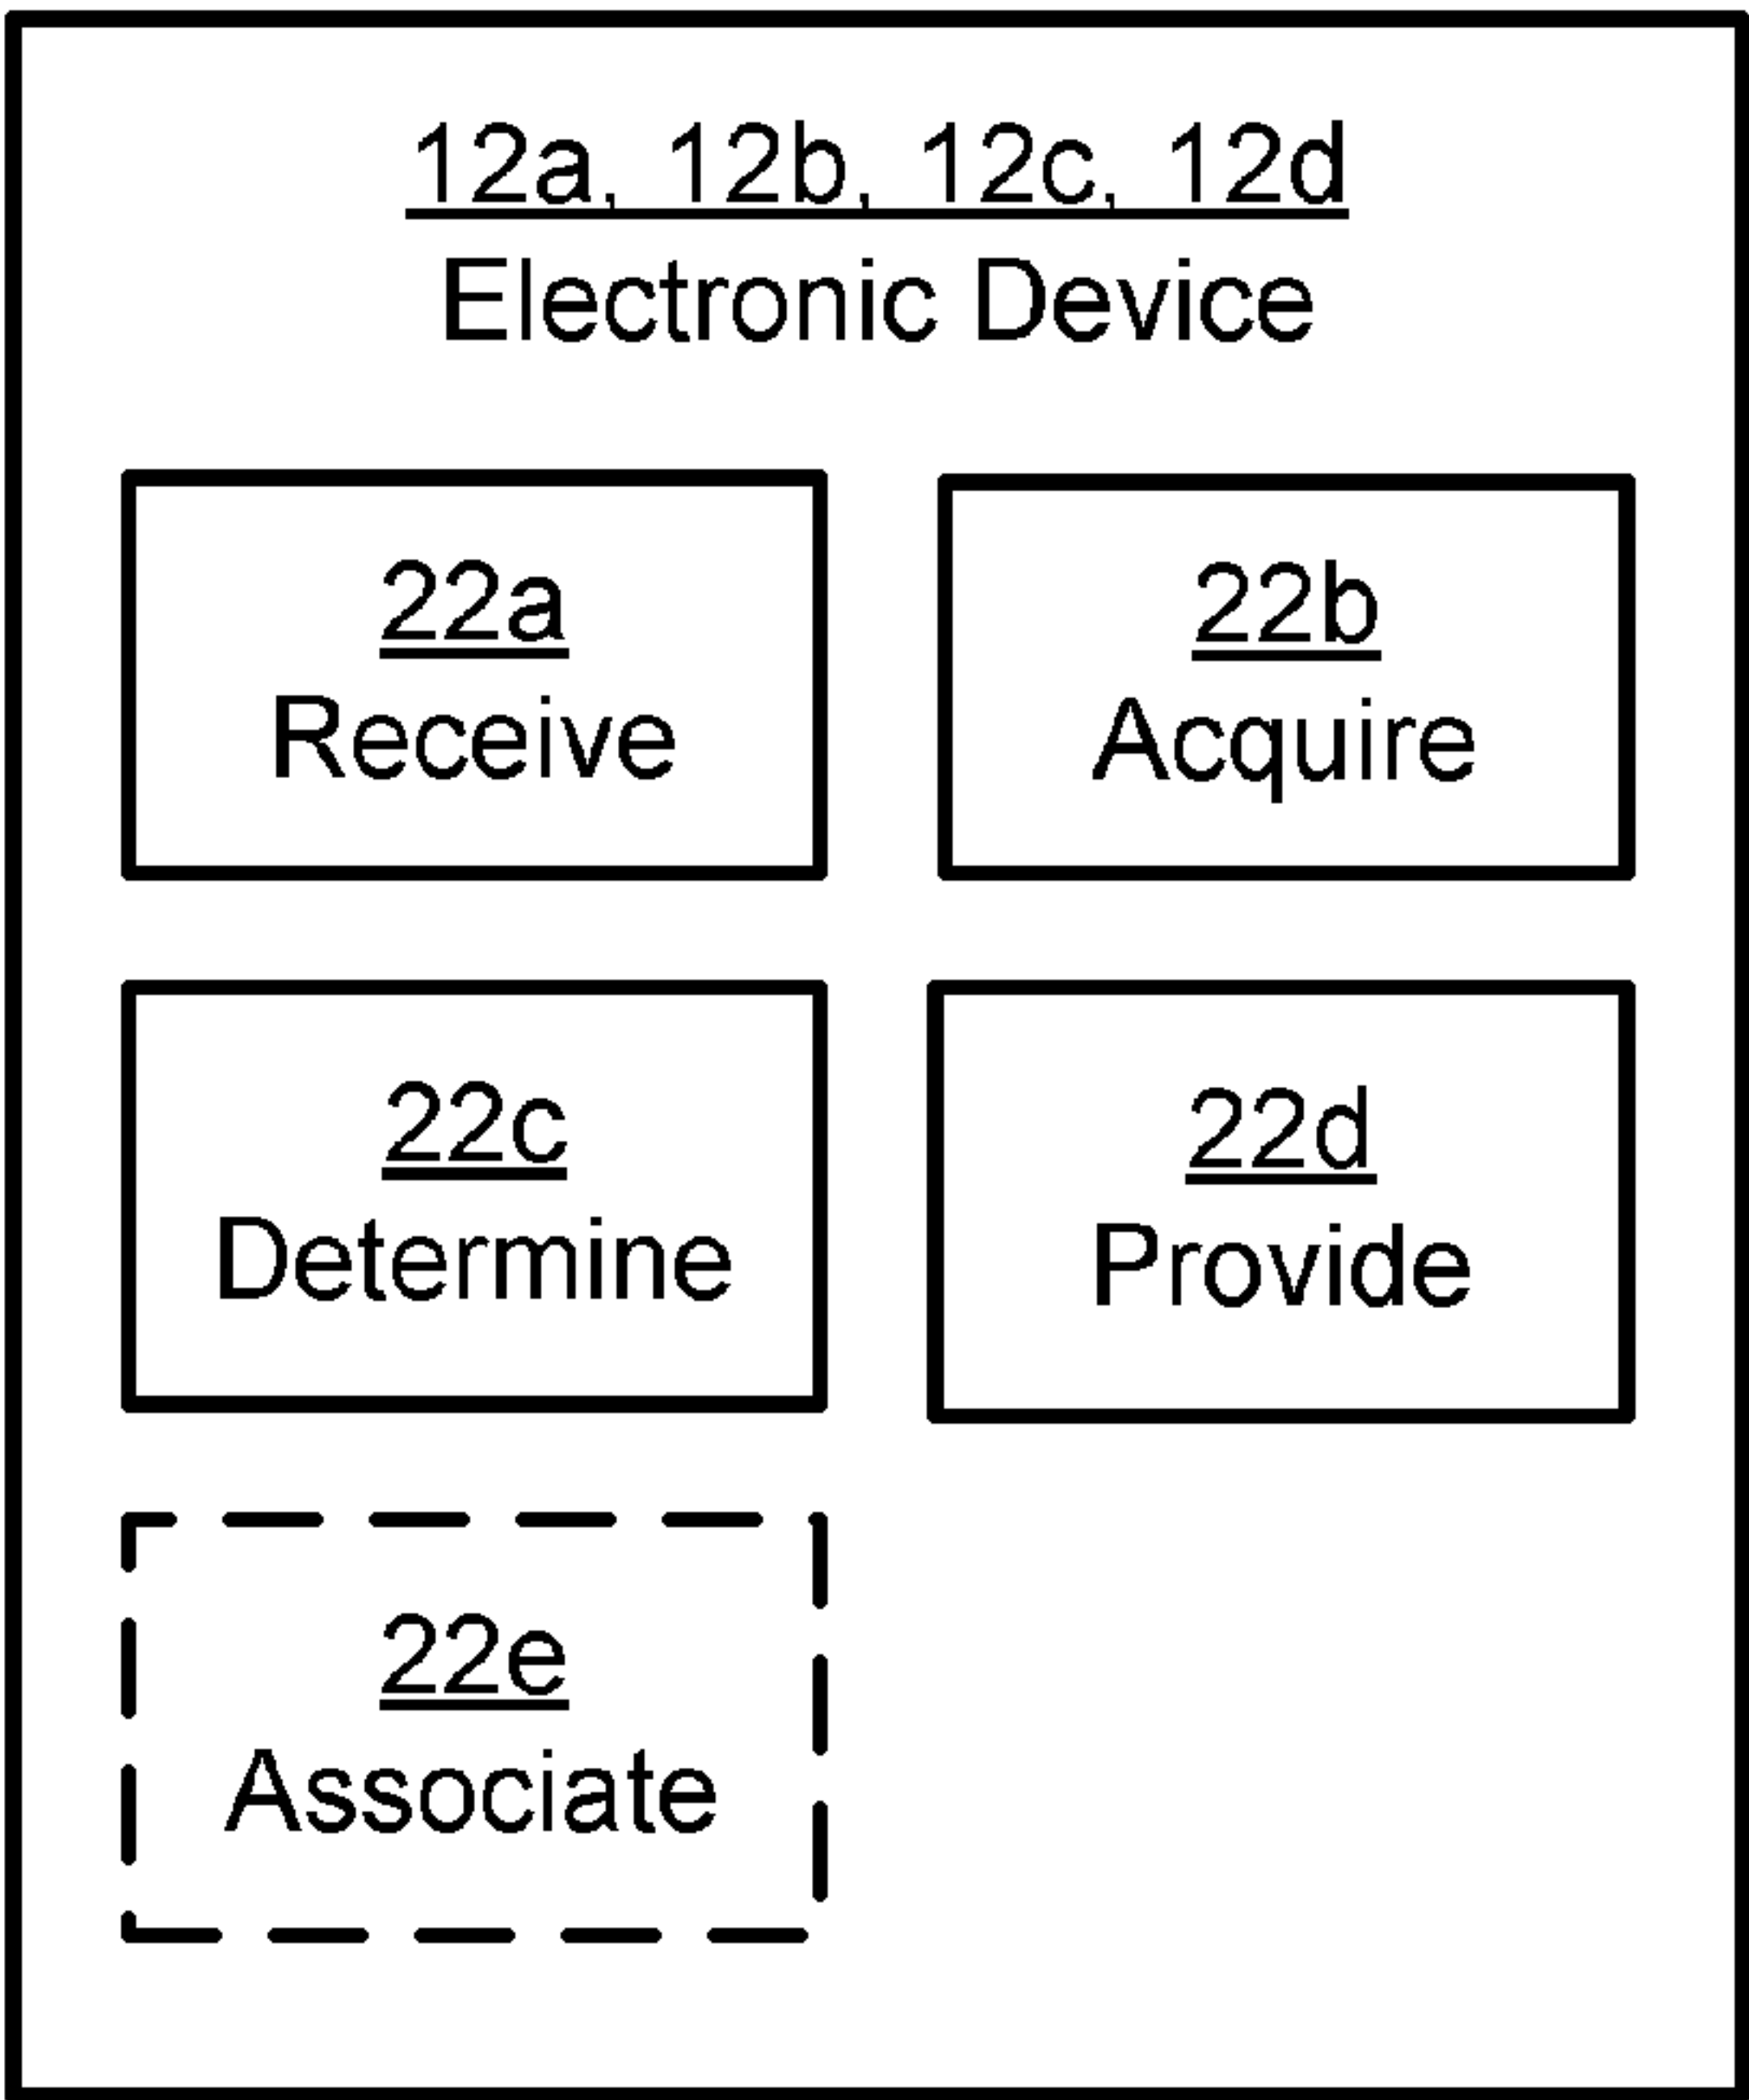 12a, 12b, 12c, 12d
Electronic Device
22a
Receive
22b
Acquire
22c
Determine
22d
Provide
22e
Associate